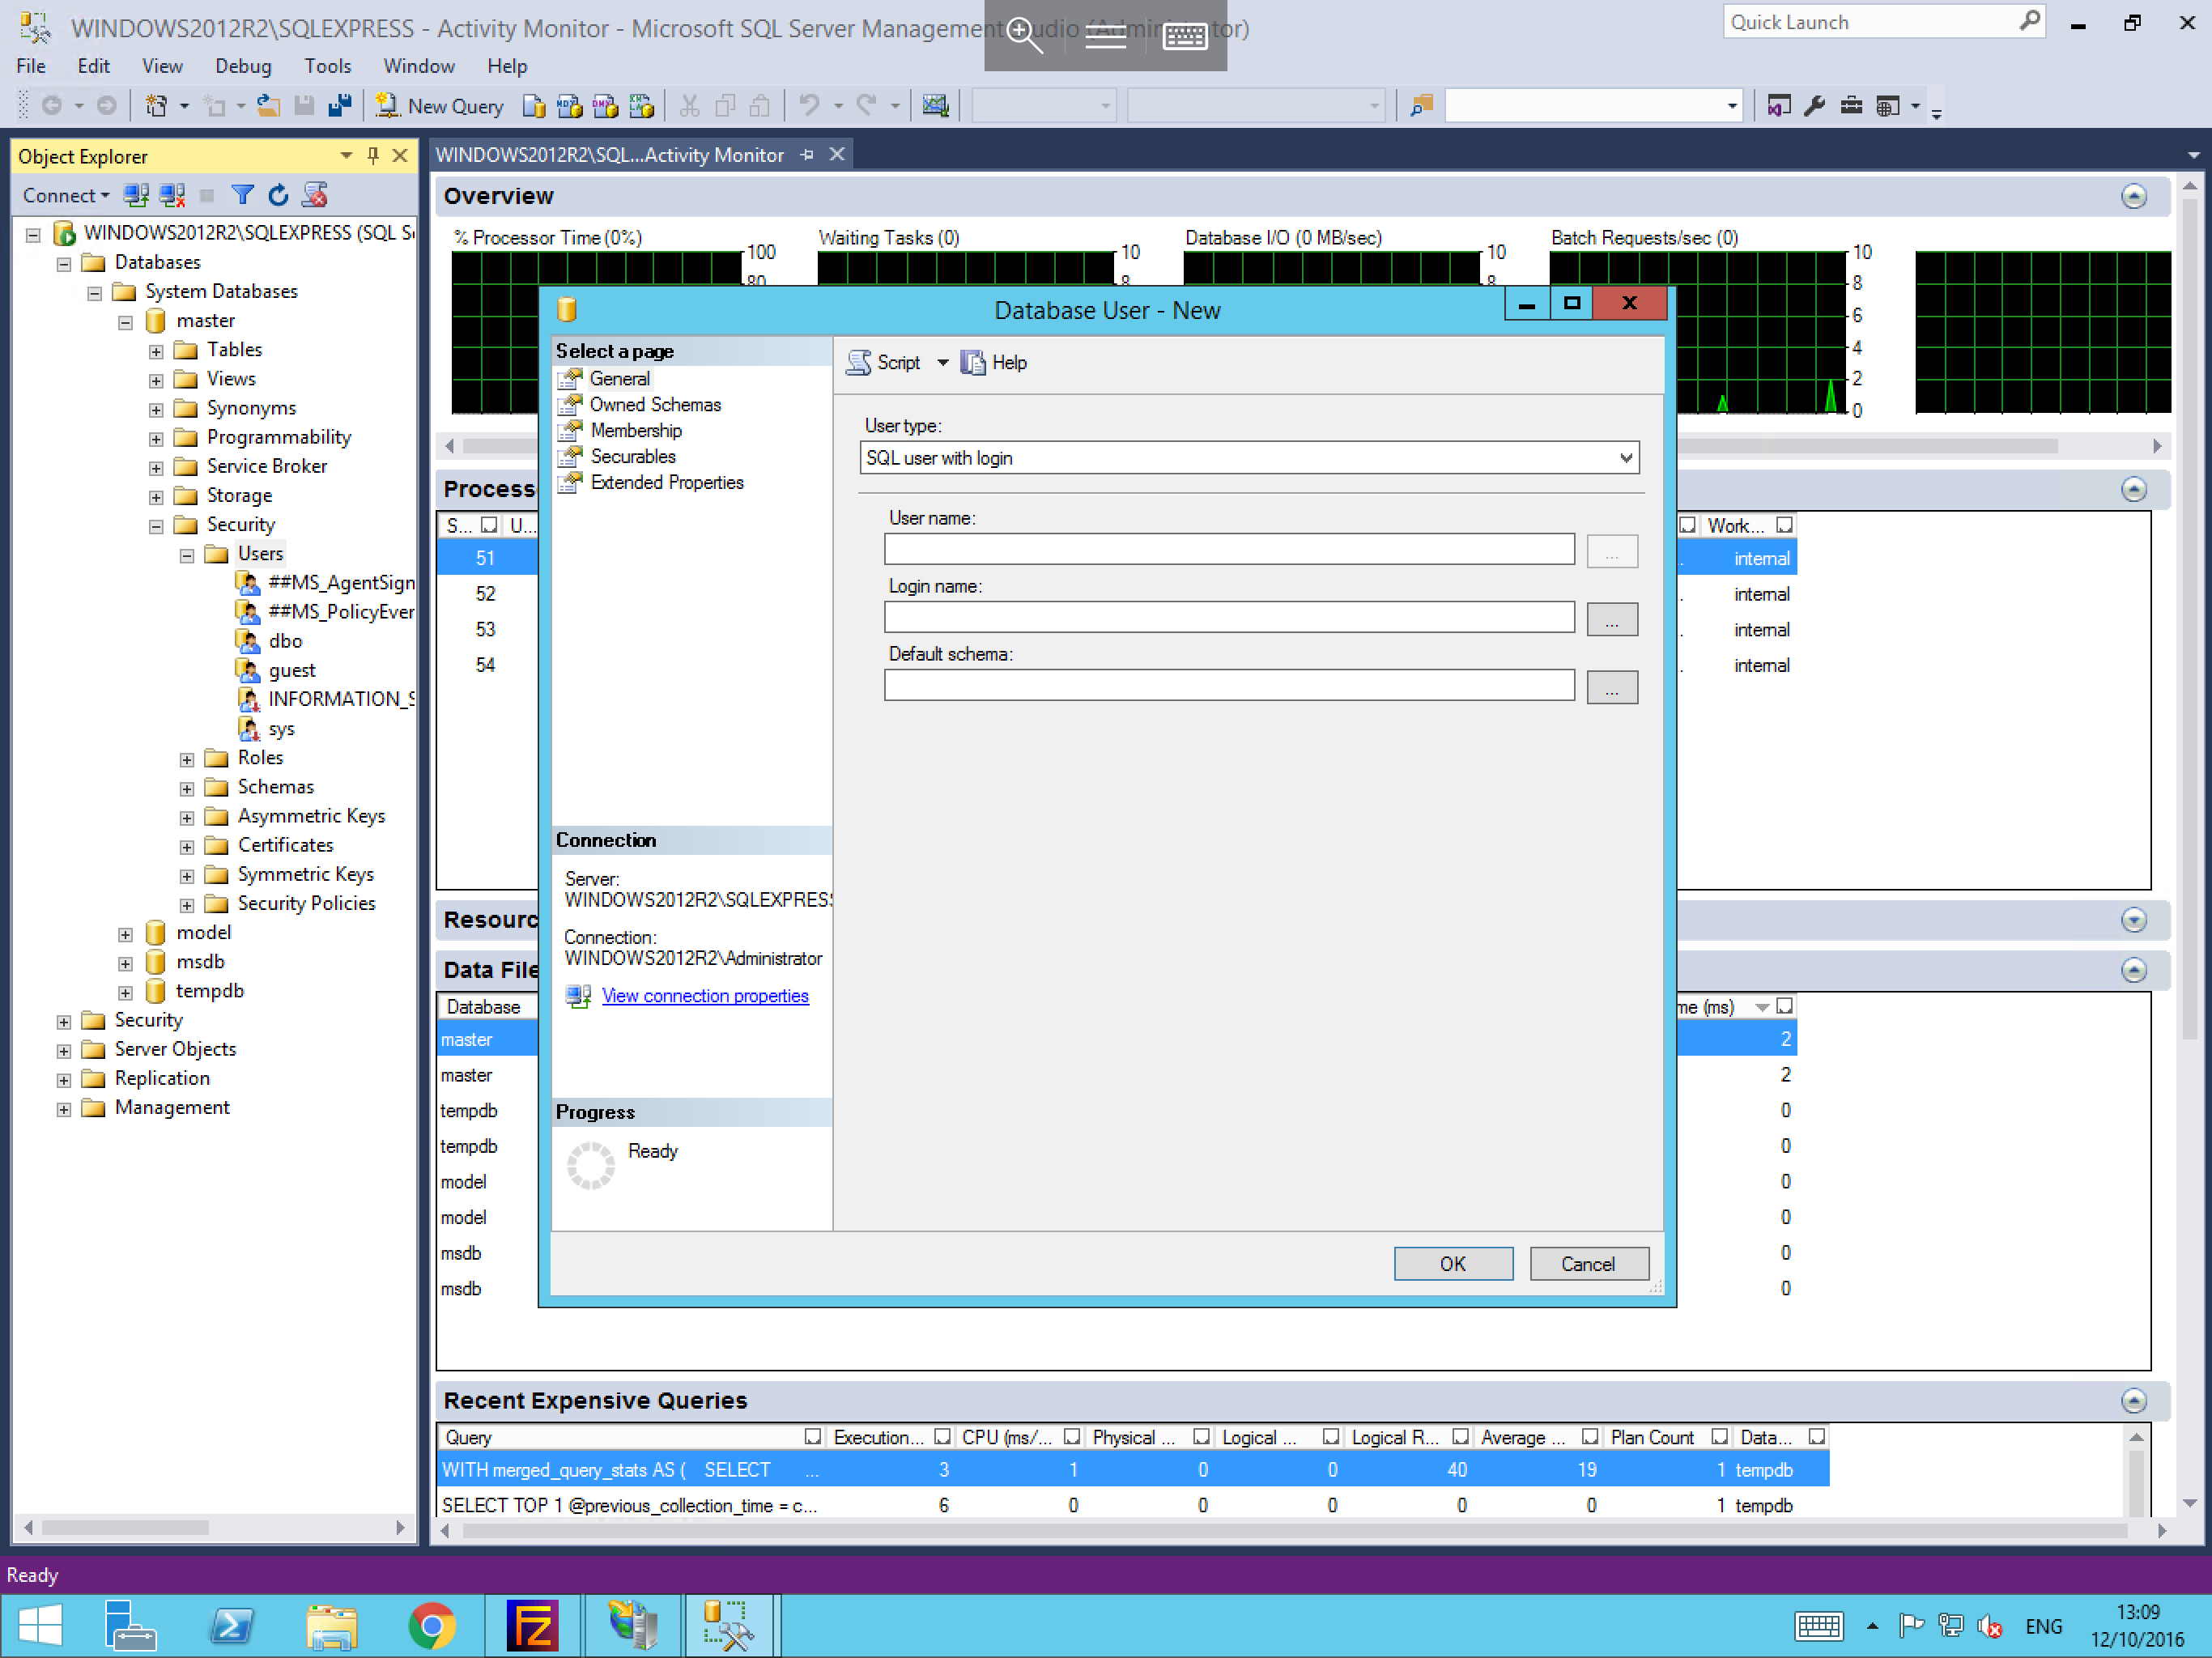 WINDOWS2012R2\SQLEXPRESS - Activity Monitor - Microsoft SQL Server Management
Quick Launch
File Edit View Debug Tools Window Help
New Query
Object Explorer
WINDOWS2012R2\SQL...Activity Monitor
Connect
WINDOWS2012R2\SQLEXPRESS (SQL S
Databases
System Databases
master
Tables
Views
Synonyms
Programmability
Service Broker
Storage
Security
Users
##MS_AgentSign
##MS_PolicyEver
dbo
guest
INFORMATION_S
sys
Roles
Schemas
Asymmetric Keys
Certificates
Symmetric Keys
Security Policies
model
msdb
tempdb
Security
Server Objects
Replication
Management
Overview
% Processor Time (0%)
100
80
Waiting Tasks (0)
10
8
Database I/O (0 MB/sec)
10
8
Batch Requests/sec (0)
10
8
6
4
2
0
Process
S... U...
51
52
53
54
Work...
internal
internal
internal
internal
Resourc
Data File
Database
me (ms)
master 2
master 2
tempdb 0
tempdb 0
model 0
model 0
msdb 0
msdb 0
Database User - New
Select a page
General
Owned Schemas
Membership
Securables
Extended Properties
Script Help
User type:
SQL user with login
User name:
...
Login name:
...
Default schema:
...
Connection
Server:
WINDOWS2012R2\SQLEXPRESS
Connection:
WINDOWS2012R2\Administrator
View connection properties
Progress
Ready
OK Cancel
Recent Expensive Queries
Query Execution... CPU (ms/... Physical ... Logical ... Logical R... Average ... Plan Count Data...
WITH merged_query_stats AS ( SELECT ... 3 1 0 0 40 19 1 tempdb
SELECT TOP 1 @previous_collection_time = c... 6 0 0 0 0 0 1 tempdb
Ready
ENG
13:09
12/10/2016